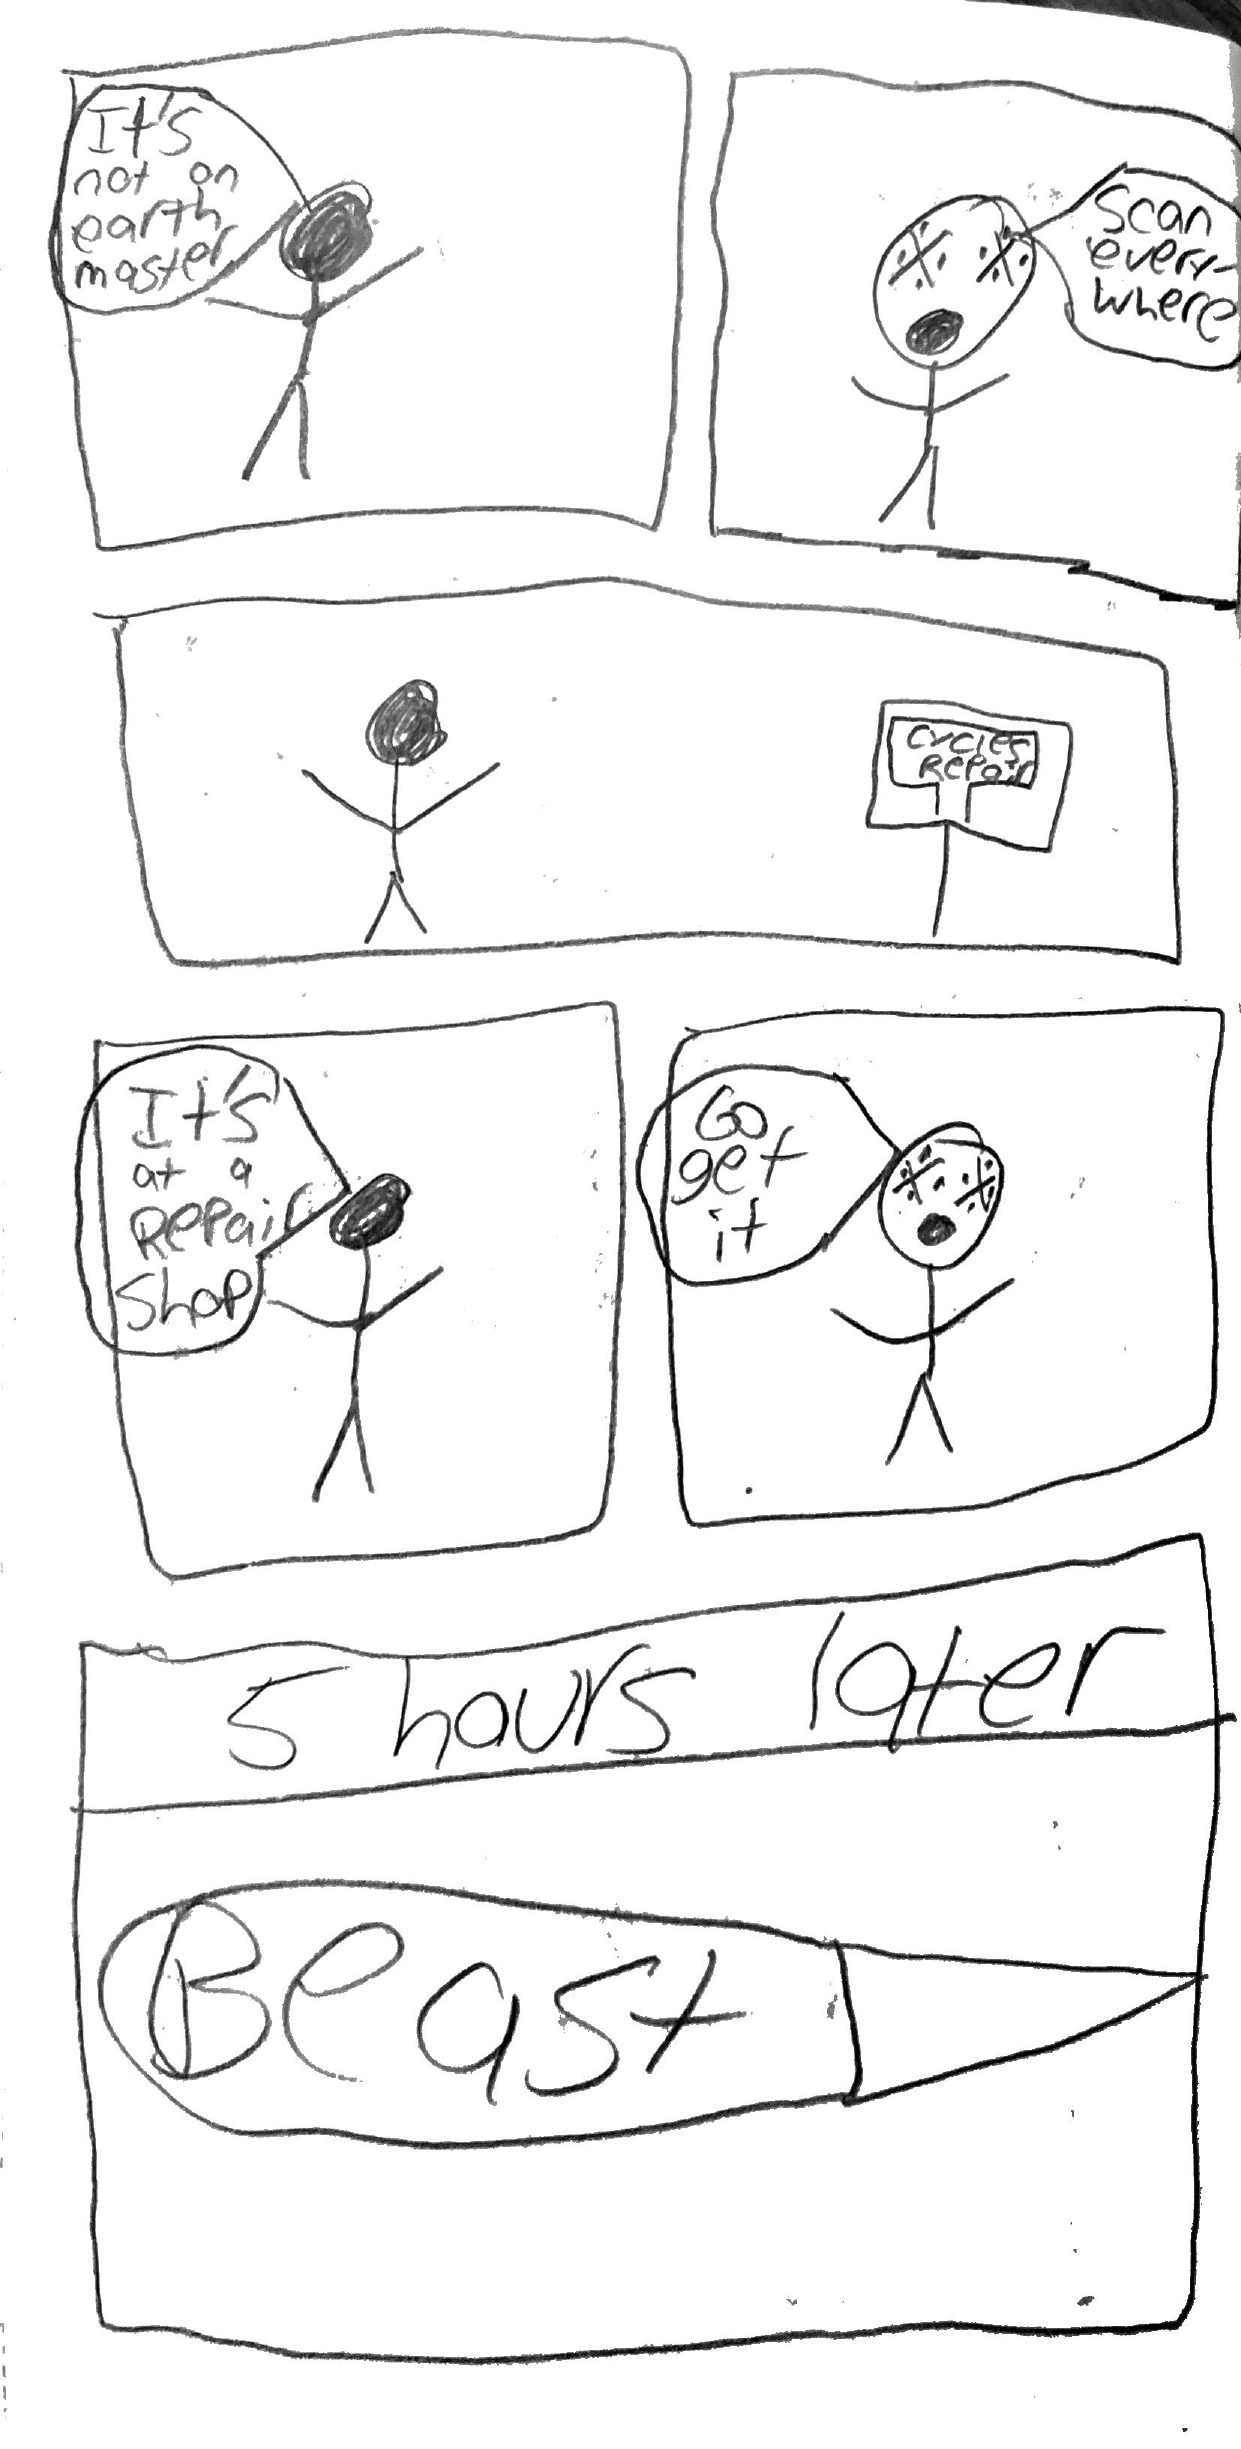 It's
not on
earth
master
Scan
every-
where
Cycles
Repair
It's
at a
Repair
Shop
Go
get
it
5 hours later
Beast